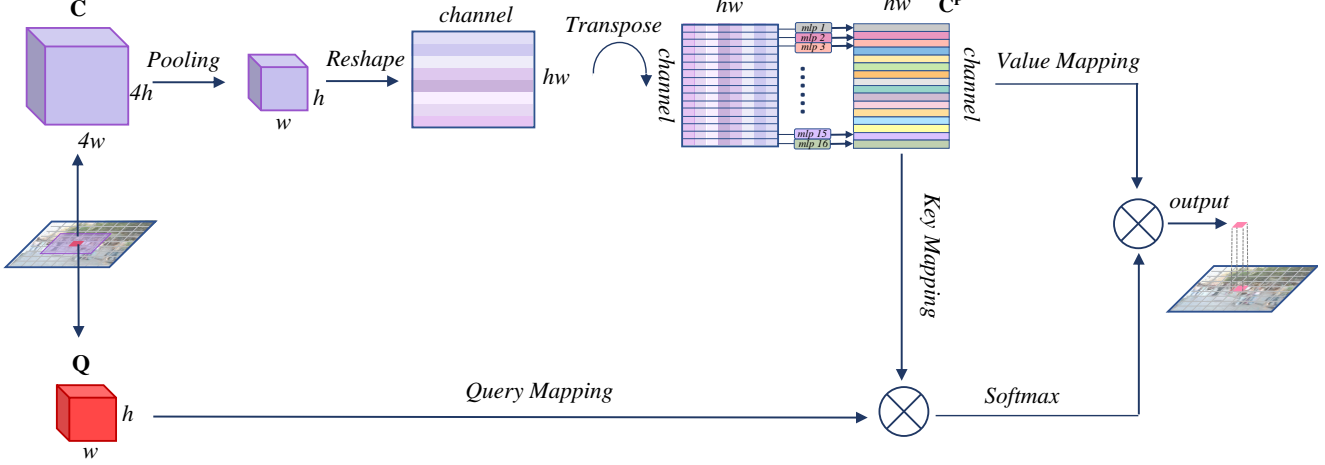 C
Pooling
4h
4w
h
w
Reshape
channel
hw
Transpose
hw
channel
mlp 1
mlp 2
mlp 3
mlp 15
mlp 16
hw
C^P
channel
Value Mapping
Key Mapping
output
Q
h
w
Query Mapping
Softmax